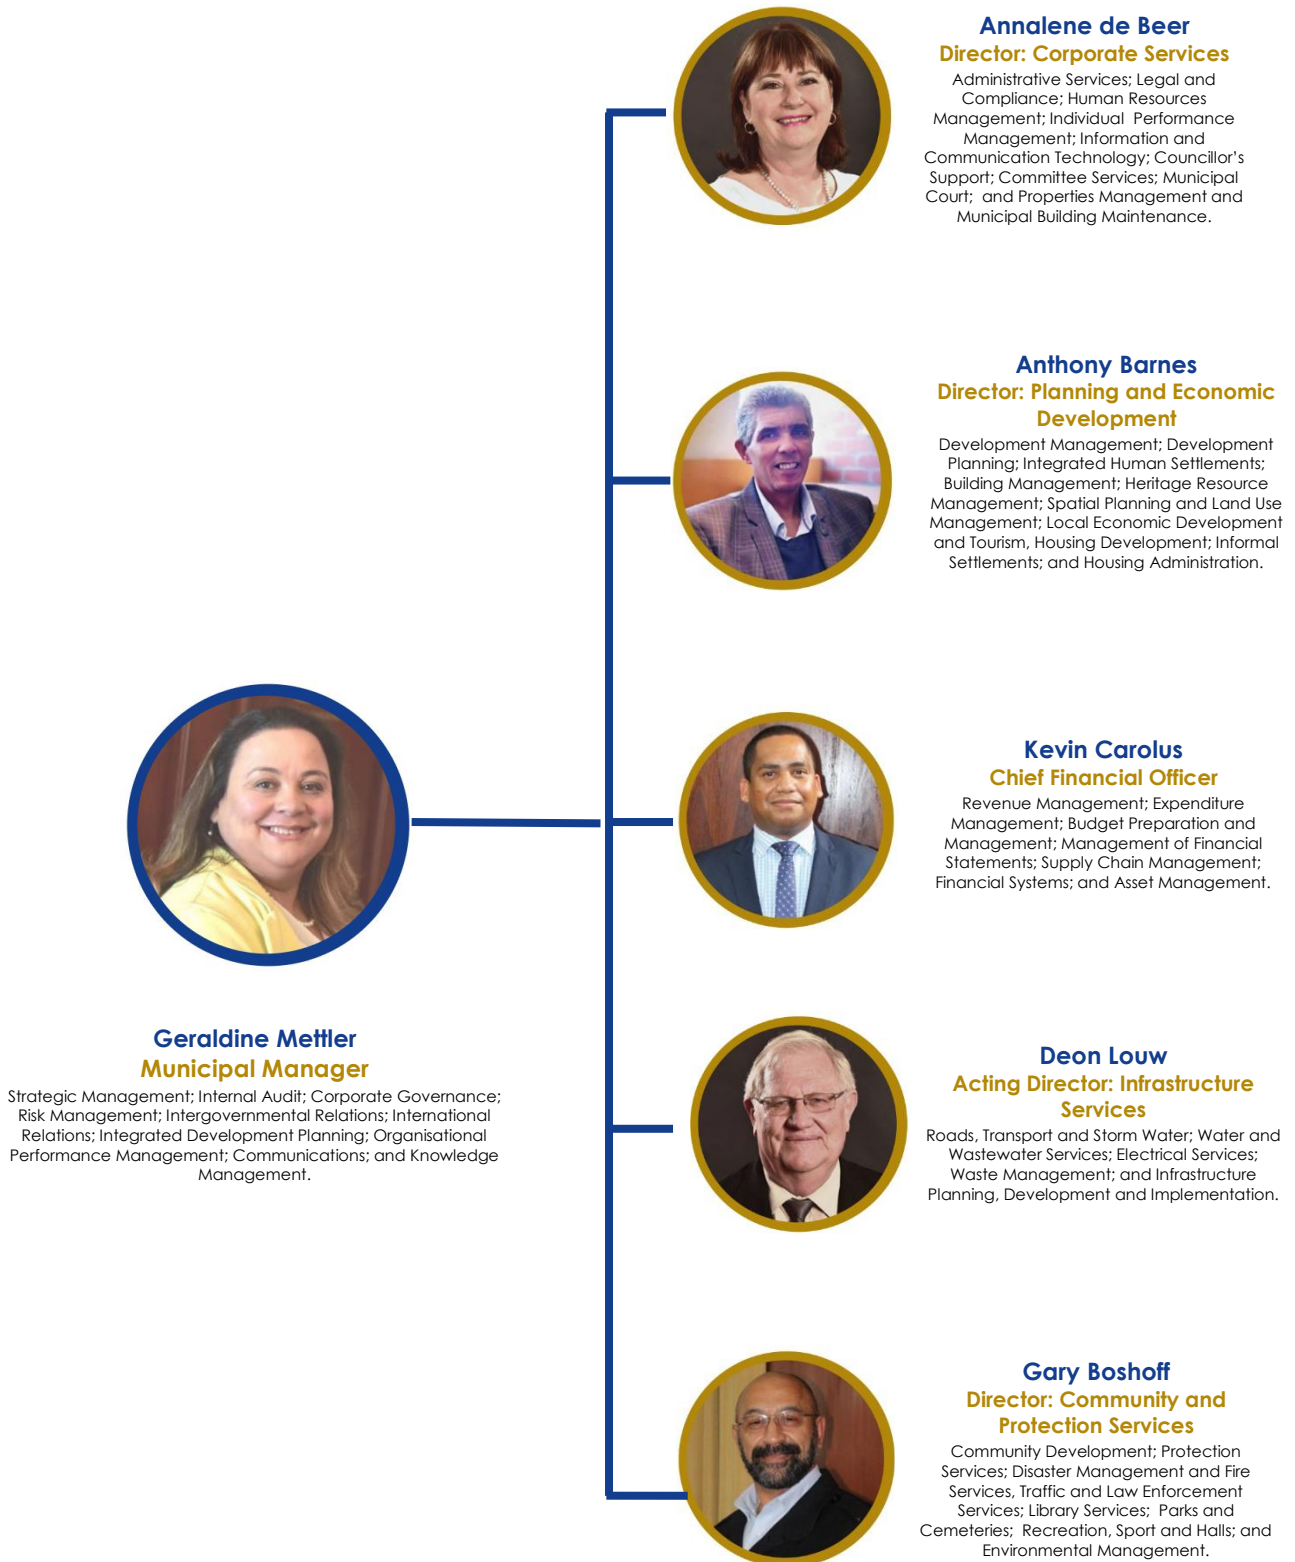 Annalene de Beer
Director: Corporate Services
Administrative Services; Legal and
Compliance; Human Resources
Management; Individual Performance
Management; Information and
Communication Technology; Councillor's
Support; Committee Services; Municipal
Court; and Properties Management and
Municipal Building Maintenance.
Anthony Barnes
Director: Planning and Economic
Development
Development Management; Development
Planning; Integrated Human Settlements;
Building Management; Heritage Resource
Management; Spatial Planning and Land Use
Management; Local Economic Development
and Tourism, Housing Development; Informal
Settlements; and Housing Administration.
Kevin Carolus
Chief Financial Officer
Revenue Management; Expenditure
Management; Budget Preparation and
Management; Management of Financial
Statements; Supply Chain Management;
Financial Systems; and Asset Management.
Geraldine Mettler
Municipal Manager
Strategic Management; Internal Audit; Corporate Governance;
Risk Management; Intergovernmental Relations; International
Relations; Integrated Development Planning; Organisational
Performance Management; Communications; and Knowledge
Management.
Deon Louw
Acting Director: Infrastructure
Services
Roads, Transport and Storm Water; Water and
Wastewater Services; Electrical Services;
Waste Management; and Infrastructure
Planning, Development and Implementation.
Gary Boshoff
Director: Community and
Protection Services
Community Development; Protection
Services; Disaster Management and Fire
Services, Traffic and Law Enforcement
Services; Library Services; Parks and
Cemeteries; Recreation, Sport and Halls; and
Environmental Management.